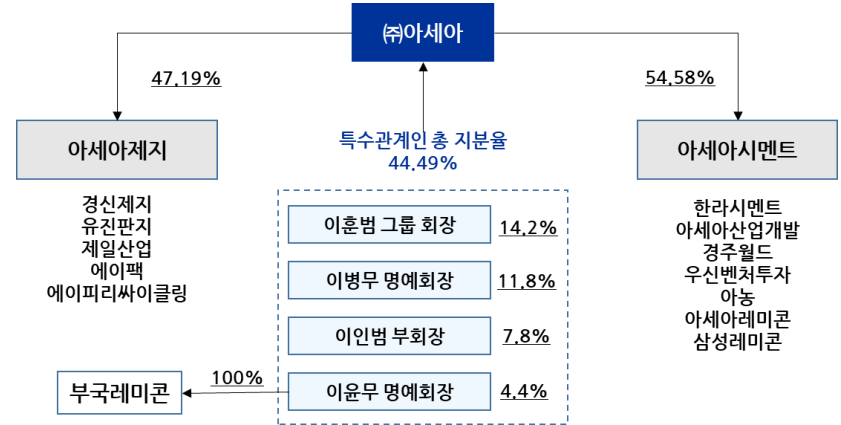 ㈜아세아
47.19%
54.58%
아세아제지
아세아시멘트
특수관계인 총 지분율
44.49%
경신제지
유진판지
제일산업
에이팩
에이피리싸이클링
한라시멘트
아세아산업개발
경주월드
우신벤처투자
아농
아세아레미콘
삼성레미콘
이훈범 그룹 회장
14.2%
이병무 명예회장
11.8%
이인범 부회장
7.8%
이윤무 명예회장
4.4%
100%
부국레미콘